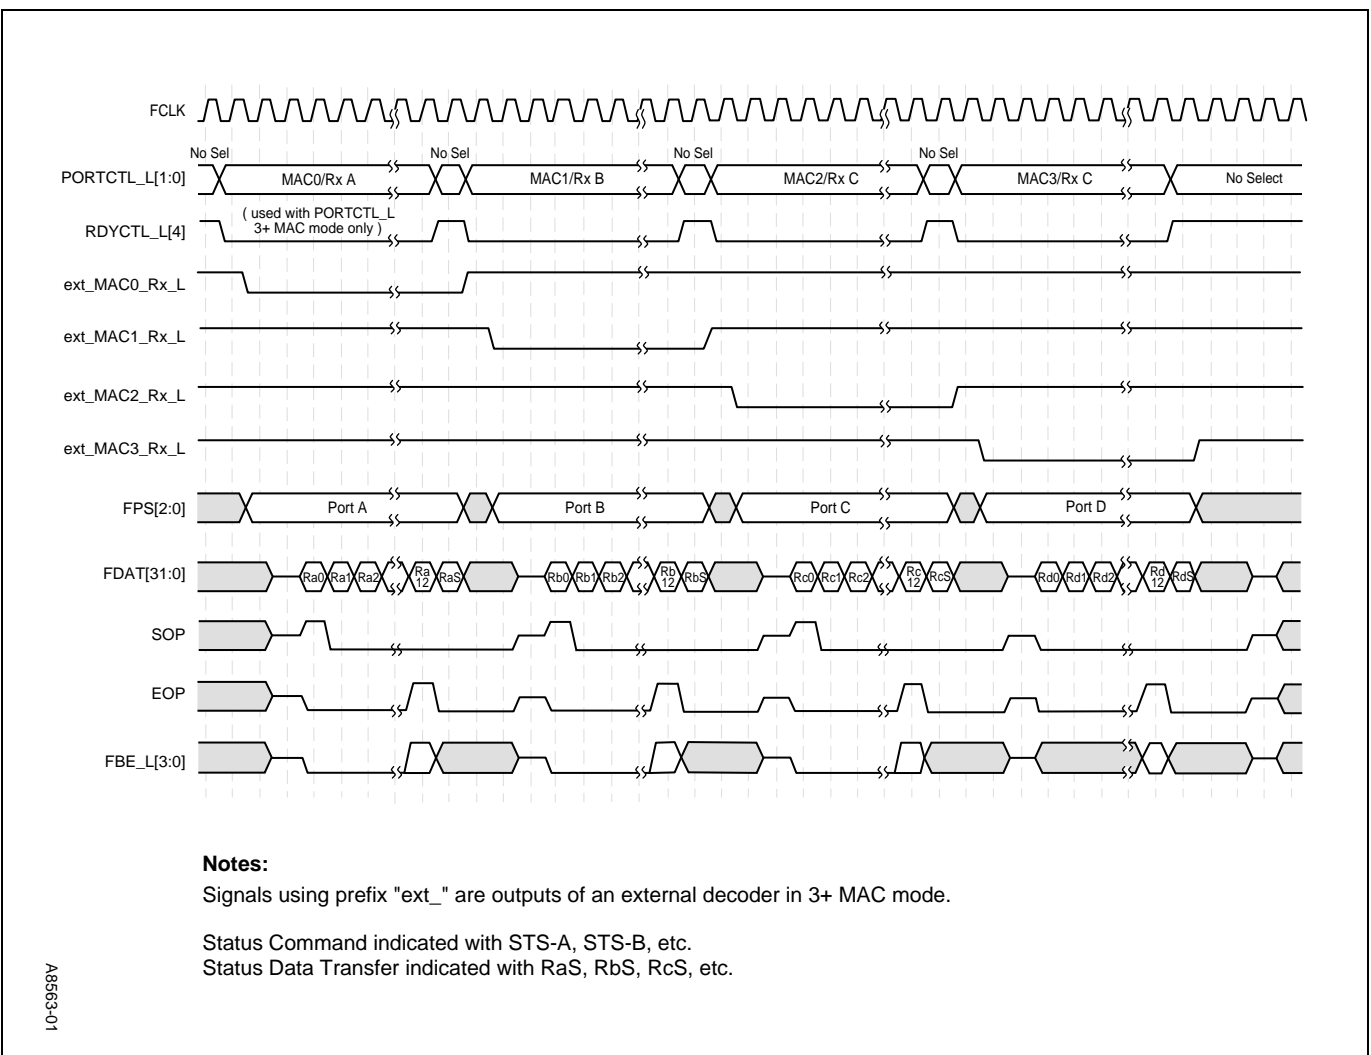 FCLK
No Sel No Sel No Sel No Sel
PORTCTL_L[1:0] MAC0/Rx A MAC1/Rx B MAC2/Rx C MAC3/Rx C No Select
( used with PORTCTL_L
RDYCTL_L[4] 3+ MAC mode only )
ext_MAC0_Rx_L
ext_MAC1_Rx_L
ext_MAC2_Rx_L
ext_MAC3_Rx_L
FPS[2:0] Port A Port B Port C Port D
FDAT[31:0] Ra0 Ra1 Ra2 Ra 12 RaS Rb0 Rb1 Rb2 Rb 12 RbS Rc0 Rc1 Rc2 Rc 12 RcS Rd0 Rd1 Rd2 Rd 12 RdS
SOP
EOP
FBE_L[3:0]
Notes:
Signals using prefix "ext_" are outputs of an external decoder in 3+ MAC mode.
Status Command indicated with STS-A, STS-B, etc.
Status Data Transfer indicated with RaS, RbS, RcS, etc.
A8563-01